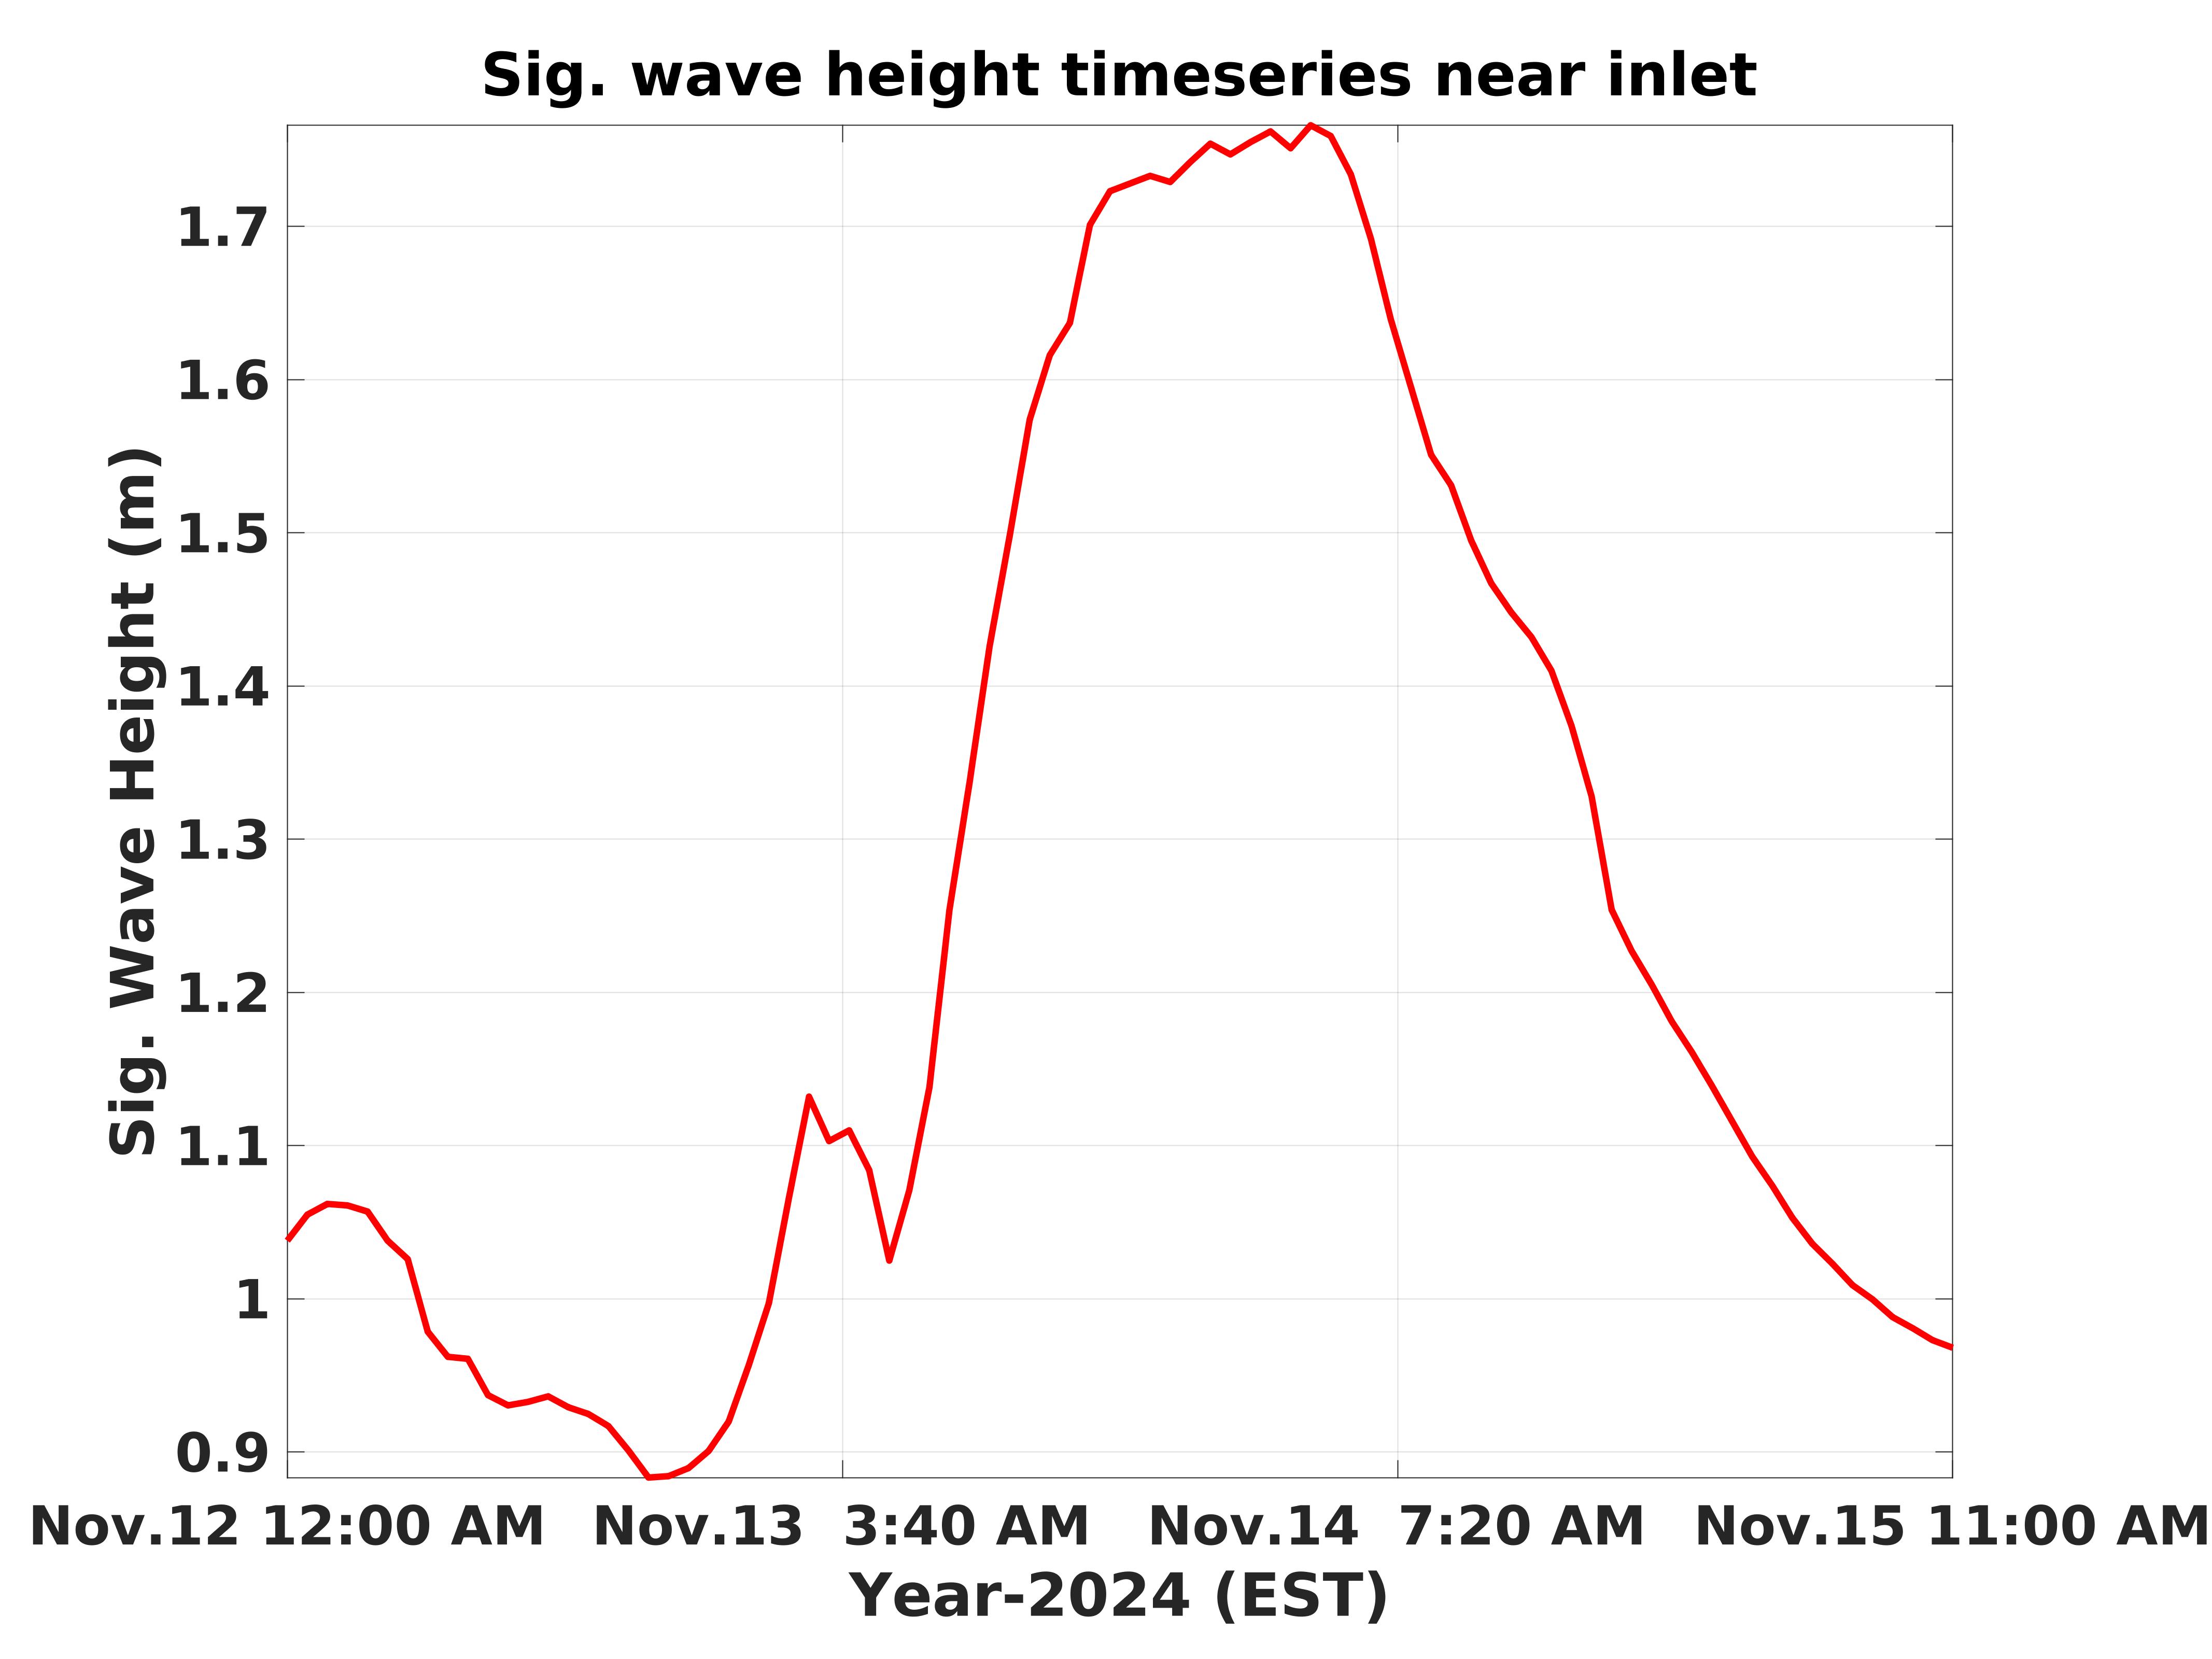 Sig. wave height timeseries near inlet
Sig. Wave Height (m)
1.7
1.6
1.5
1.4
1.3
1.2
1.1
1
0.9
Nov.12 12:00 AM Nov.13 3:40 AM Nov.14 7:20 AM Nov.15 11:00 AM
Year-2024 (EST)